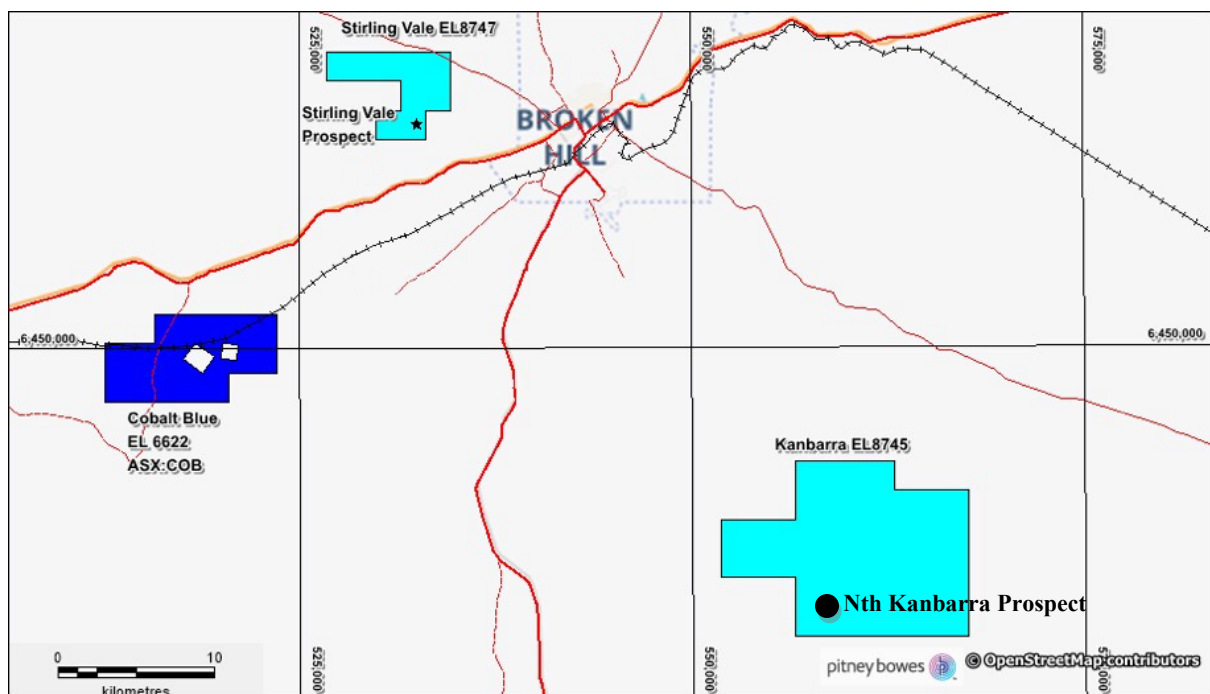 Stirling Vale EL8747
525,000
550,000
575,000
Stirling Vale
Prospect
BROKEN
HILL
6,450,000
6,450,000
Cobalt Blue
EL 6622
ASX:COB
Kanbarra EL8745
Nth Kanbarra Prospect
525,000
550,000
0 10
kilometres
pitney bowes
© OpenStreetMap contributors